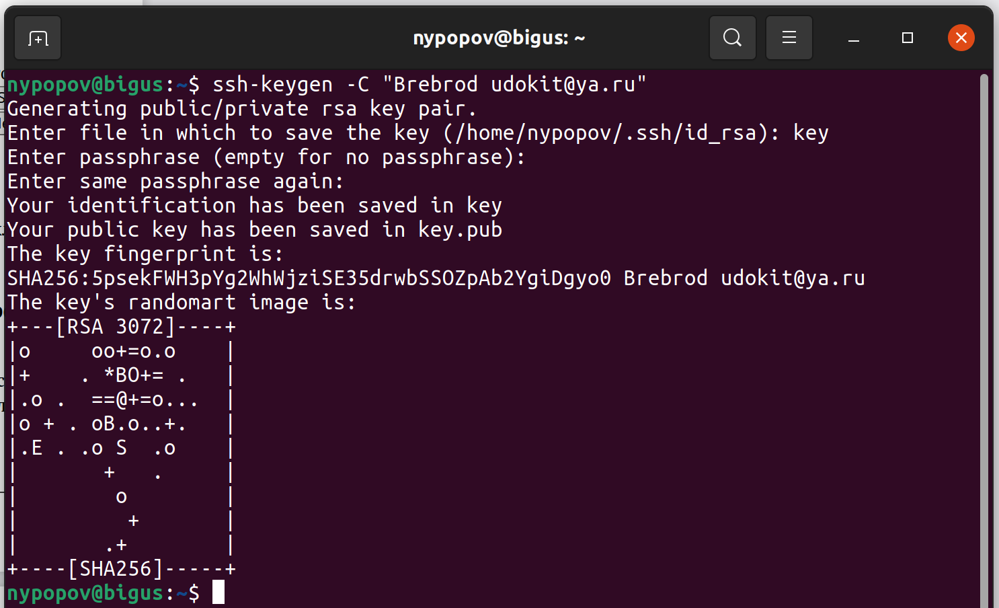 nypopov@bigus: ~
nypopov@bigus:~$ ssh-keygen -C "Brebrod udokit@ya.ru"
Generating public/private rsa key pair.
Enter file in which to save the key (/home/nypopov/.ssh/id_rsa): key
Enter passphrase (empty for no passphrase):
Enter same passphrase again:
Your identification has been saved in key
Your public key has been saved in key.pub
The key fingerprint is:
SHA256:5psekFWH3pYg2WhWjziSE35drwbSSOZpAb2YgiDgyo0 Brebrod udokit@ya.ru
The key's randomart image is:
+---[RSA 3072]----+
|o     oo+=o.o    |
|+    . *BO+= .   |
|.o .  ==@+=o...  |
|o + . oB.o..+.   |
|.E . .o S  .o    |
|       +   .     |
|        o        |
|         +       |
|       .+        |
+----[SHA256]-----+
nypopov@bigus:~$